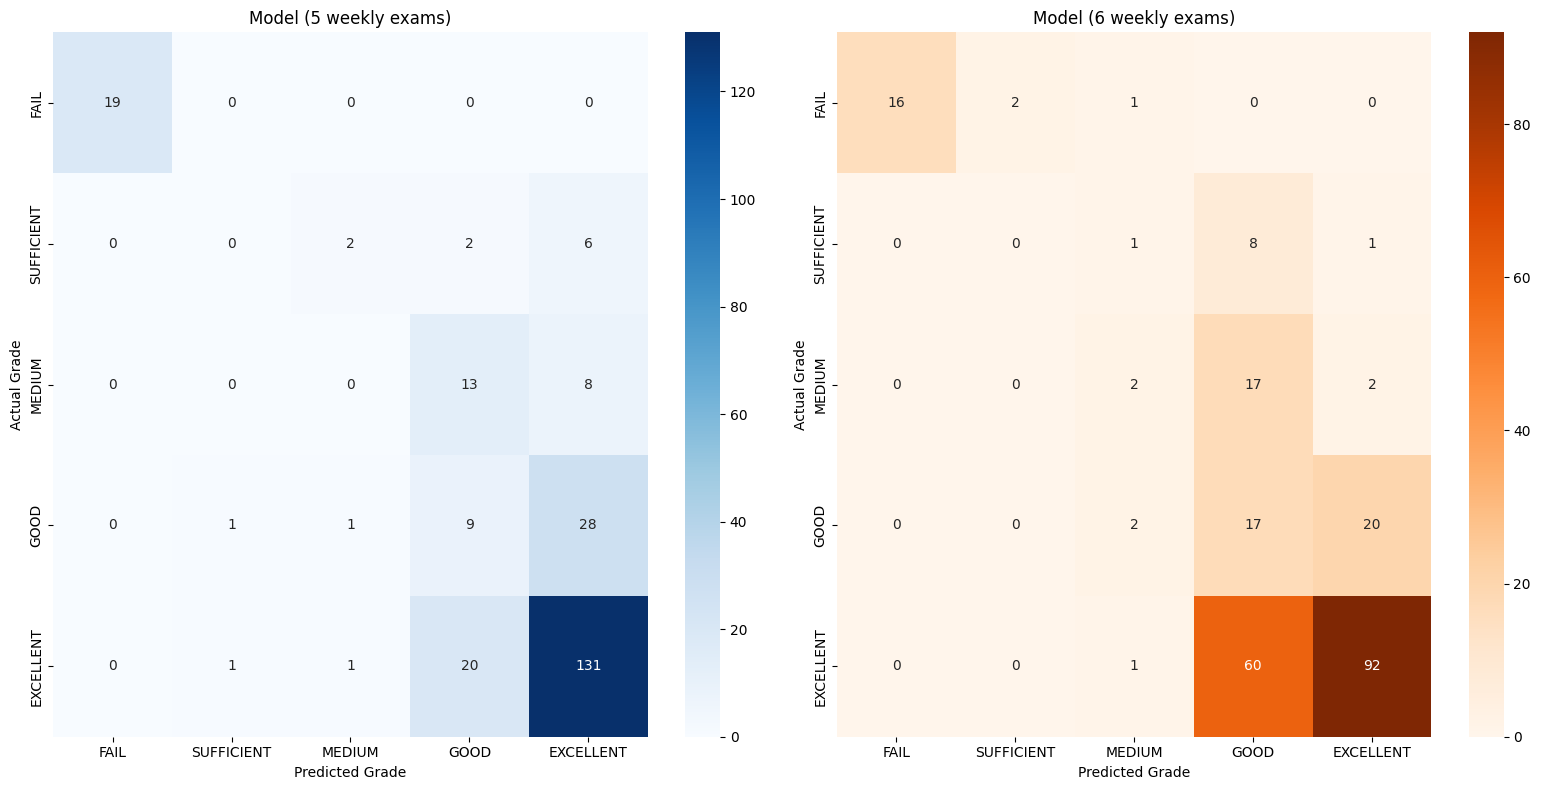 Model (5 weekly exams)
Actual Grade
FAIL 19 0 0 0 0
SUFFICIENT 0 0 2 2 6
MEDIUM 0 0 0 13 8
GOOD 0 1 1 9 28
EXCELLENT 0 1 1 20 131
FAIL SUFFICIENT MEDIUM GOOD EXCELLENT
Predicted Grade
120
100
80
60
40
20
0
Model (6 weekly exams)
Actual Grade
FAIL 16 2 1 0 0
SUFFICIENT 0 0 1 8 1
MEDIUM 0 0 2 17 2
GOOD 0 0 2 17 20
EXCELLENT 0 0 1 60 92
FAIL SUFFICIENT MEDIUM GOOD EXCELLENT
Predicted Grade
80
60
40
20
0